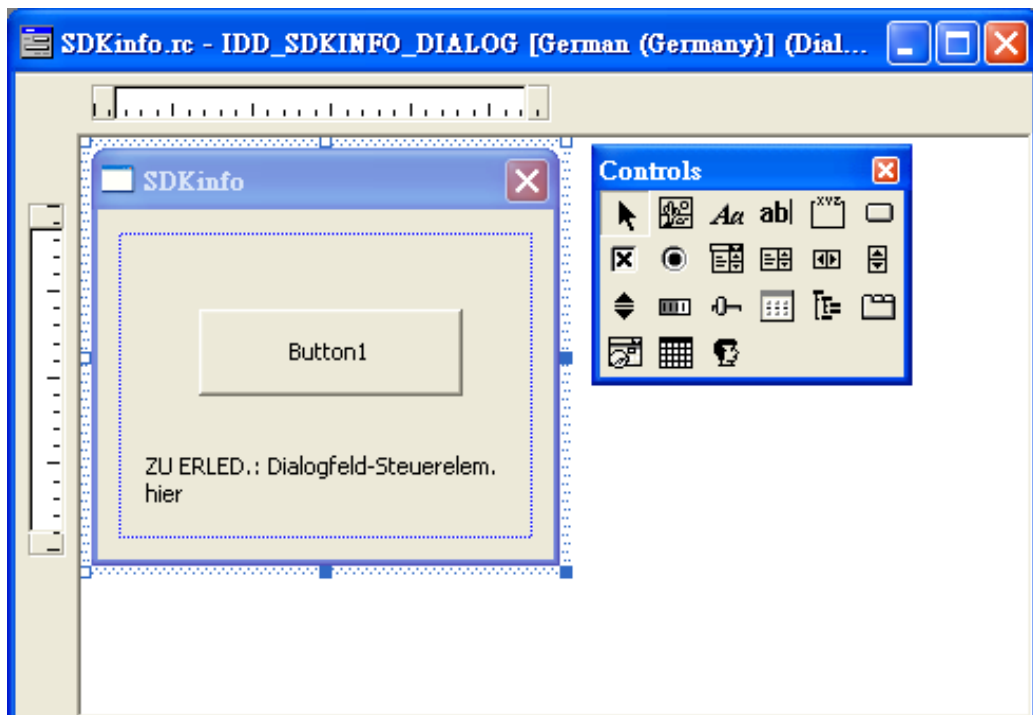 SDKinfo.rc - IDD_SDKINFO_DIALOG [German (Germany)] (Dial...
SDKinfo
Controls
Aa ab| XYZ
Button1
ZU ERLED.: Dialogfeld-Steuerelem.
hier